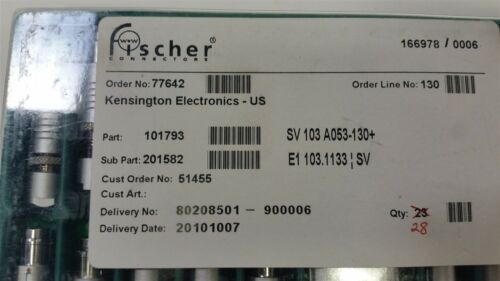 Fischer®
CONNECTORS
166978 / 0006
Order No: 77642
Order Line No: 130
Kensington Electronics - US
Part: 101793
SV 103 A053-130+
Sub Part: 201582
E1 103.1133 ¦ SV
Cust Order No: 51455
Cust Art.:
Delivery No: 80208501 - 900006
Qty: 23
28
Delivery Date: 20101007